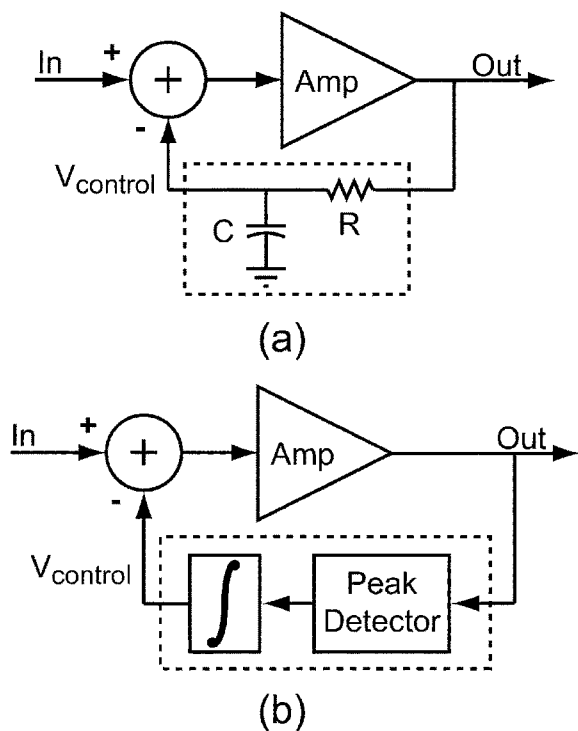 In
+
+
-
Amp
Out
Vcontrol
C
R
(a)
In
+
+
-
Amp
Out
Vcontrol
∫
Peak
Detector
(b)